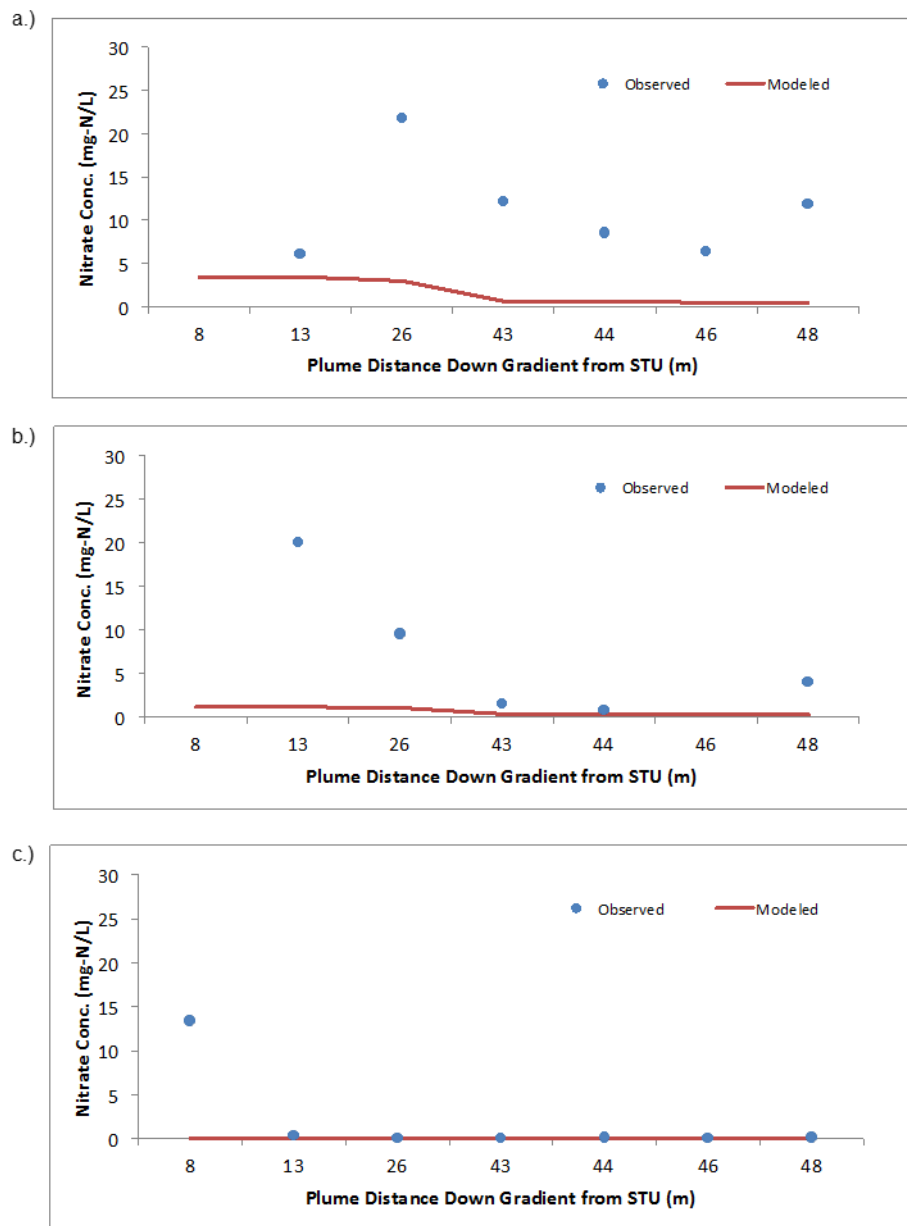 a.)
30
25
20
15
10
5
0
Nitrate Conc. (mg-N/L)
Observed Modeled
8 13 26 43 44 46 48
Plume Distance Down Gradient from STU (m)
b.)
30
25
20
15
10
5
0
Nitrate Conc. (mg-N/L)
Observed Modeled
8 13 26 43 44 46 48
Plume Distance Down Gradient from STU (m)
c.)
30
25
20
15
10
5
0
Nitrate Conc. (mg-N/L)
Observed Modeled
8 13 26 43 44 46 48
Plume Distance Down Gradient from STU (m)